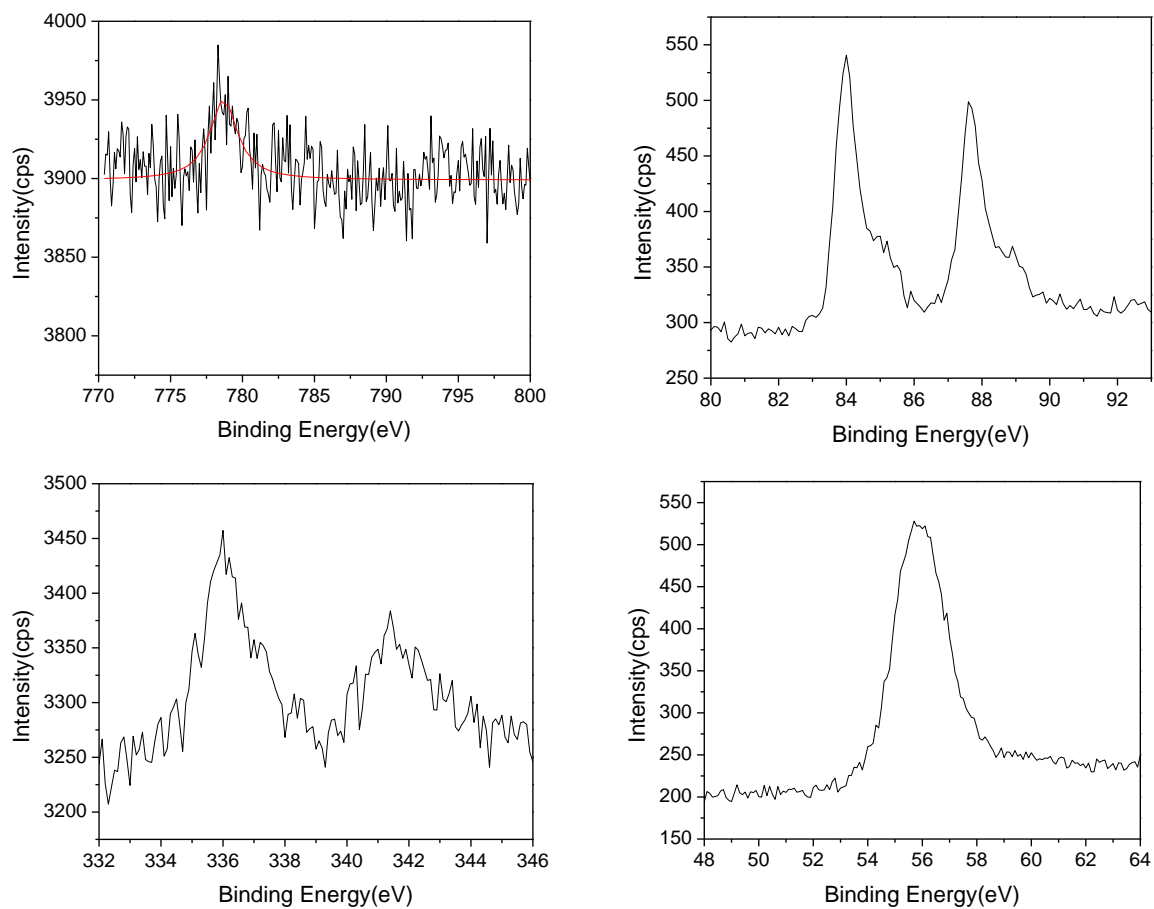 4000
3950
3900
3850
3800
Intensity(cps)
770 775 780 785 790 795 800
Binding Energy(eV)
550
500
450
400
350
300
250
Intensity(cps)
80 82 84 86 88 90 92
Binding Energy(eV)
3500
3450
3400
3350
3300
3250
3200
Intensity(cps)
332 334 336 338 340 342 344 346
Binding Energy(eV)
550
500
450
400
350
300
250
200
150
Intensity(cps)
48 50 52 54 56 58 60 62 64
Binding Energy(eV)